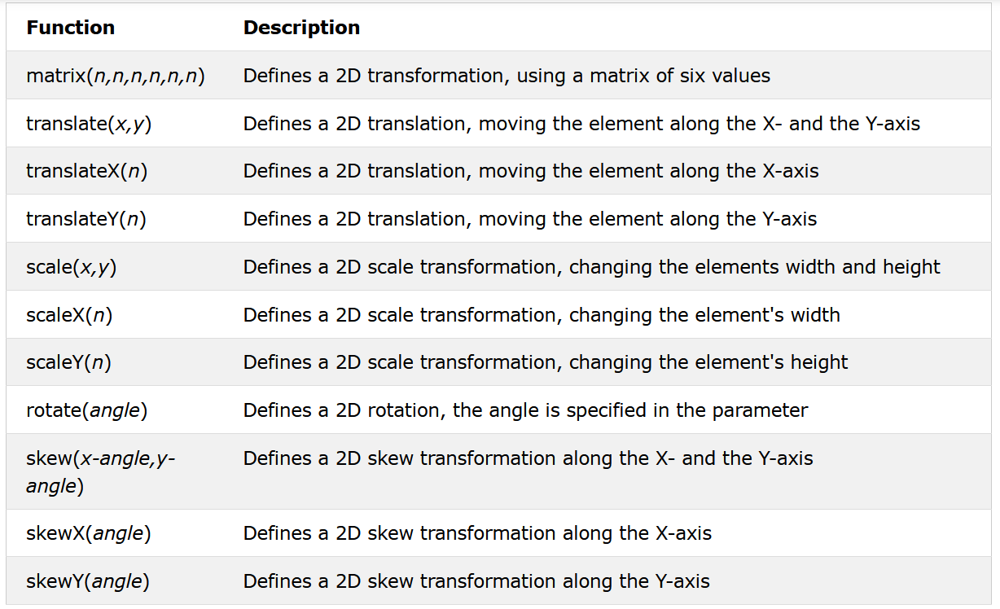 Function Description
matrix(n,n,n,n,n,n) Defines a 2D transformation, using a matrix of six values
translate(x,y) Defines a 2D translation, moving the element along the X- and the Y-axis
translateX(n) Defines a 2D translation, moving the element along the X-axis
translateY(n) Defines a 2D translation, moving the element along the Y-axis
scale(x,y) Defines a 2D scale transformation, changing the elements width and height
scaleX(n) Defines a 2D scale transformation, changing the element's width
scaleY(n) Defines a 2D scale transformation, changing the element's height
rotate(angle) Defines a 2D rotation, the angle is specified in the parameter
skew(x-angle,y- Defines a 2D skew transformation along the X- and the Y-axis
angle)
skewX(angle) Defines a 2D skew transformation along the X-axis
skewY(angle) Defines a 2D skew transformation along the Y-axis